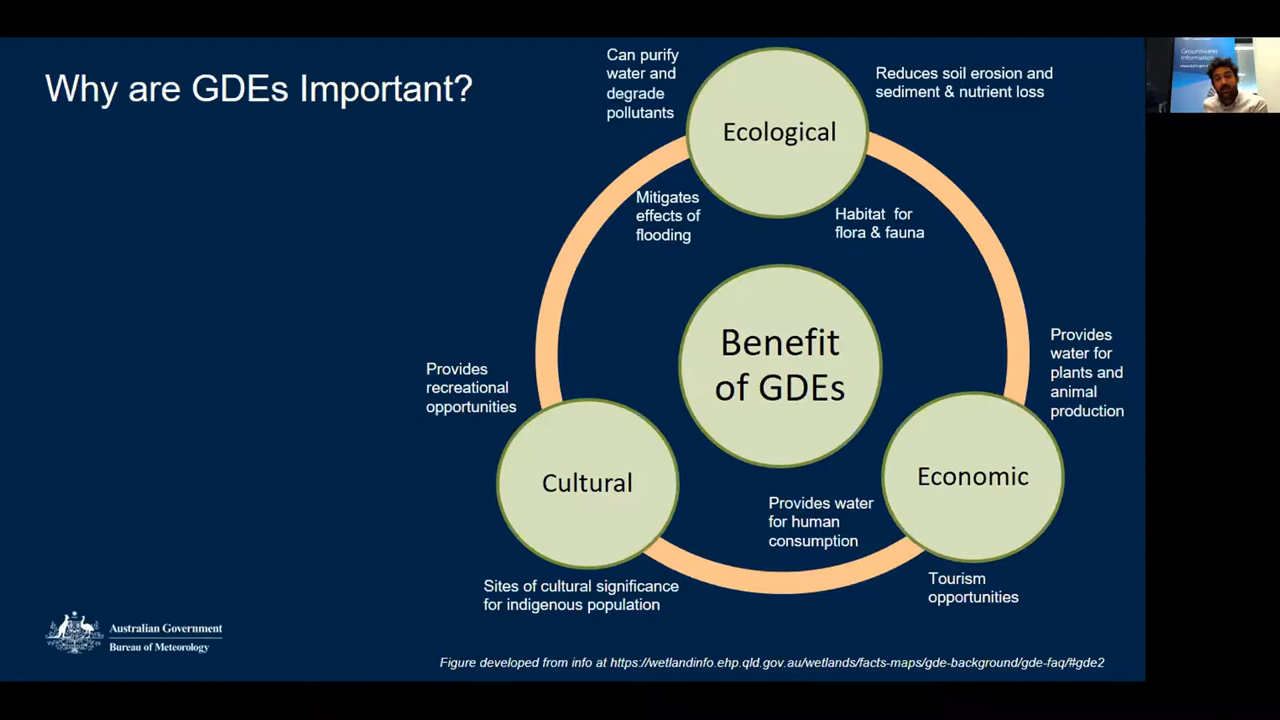 Why are GDEs Important?
Can purify
water and
degrade
pollutants
Ecological
Reduces soil erosion and
sediment & nutrient loss
Mitigates
effects of
flooding
Habitat for
flora & fauna
Benefit
of GDEs
Provides
recreational
opportunities
Cultural
Sites of cultural significance
for indigenous population
Provides
water for
plants and
animal
production
Economic
Provides water
for human
consumption
Tourism
opportunities
Australian Government
Bureau of Meteorology
Figure developed from info at https://wetlandinfo.ehp.qld.gov.au/wetlands/facts-maps/gde-background/gde-faq/#gde2
Groundwater
Information